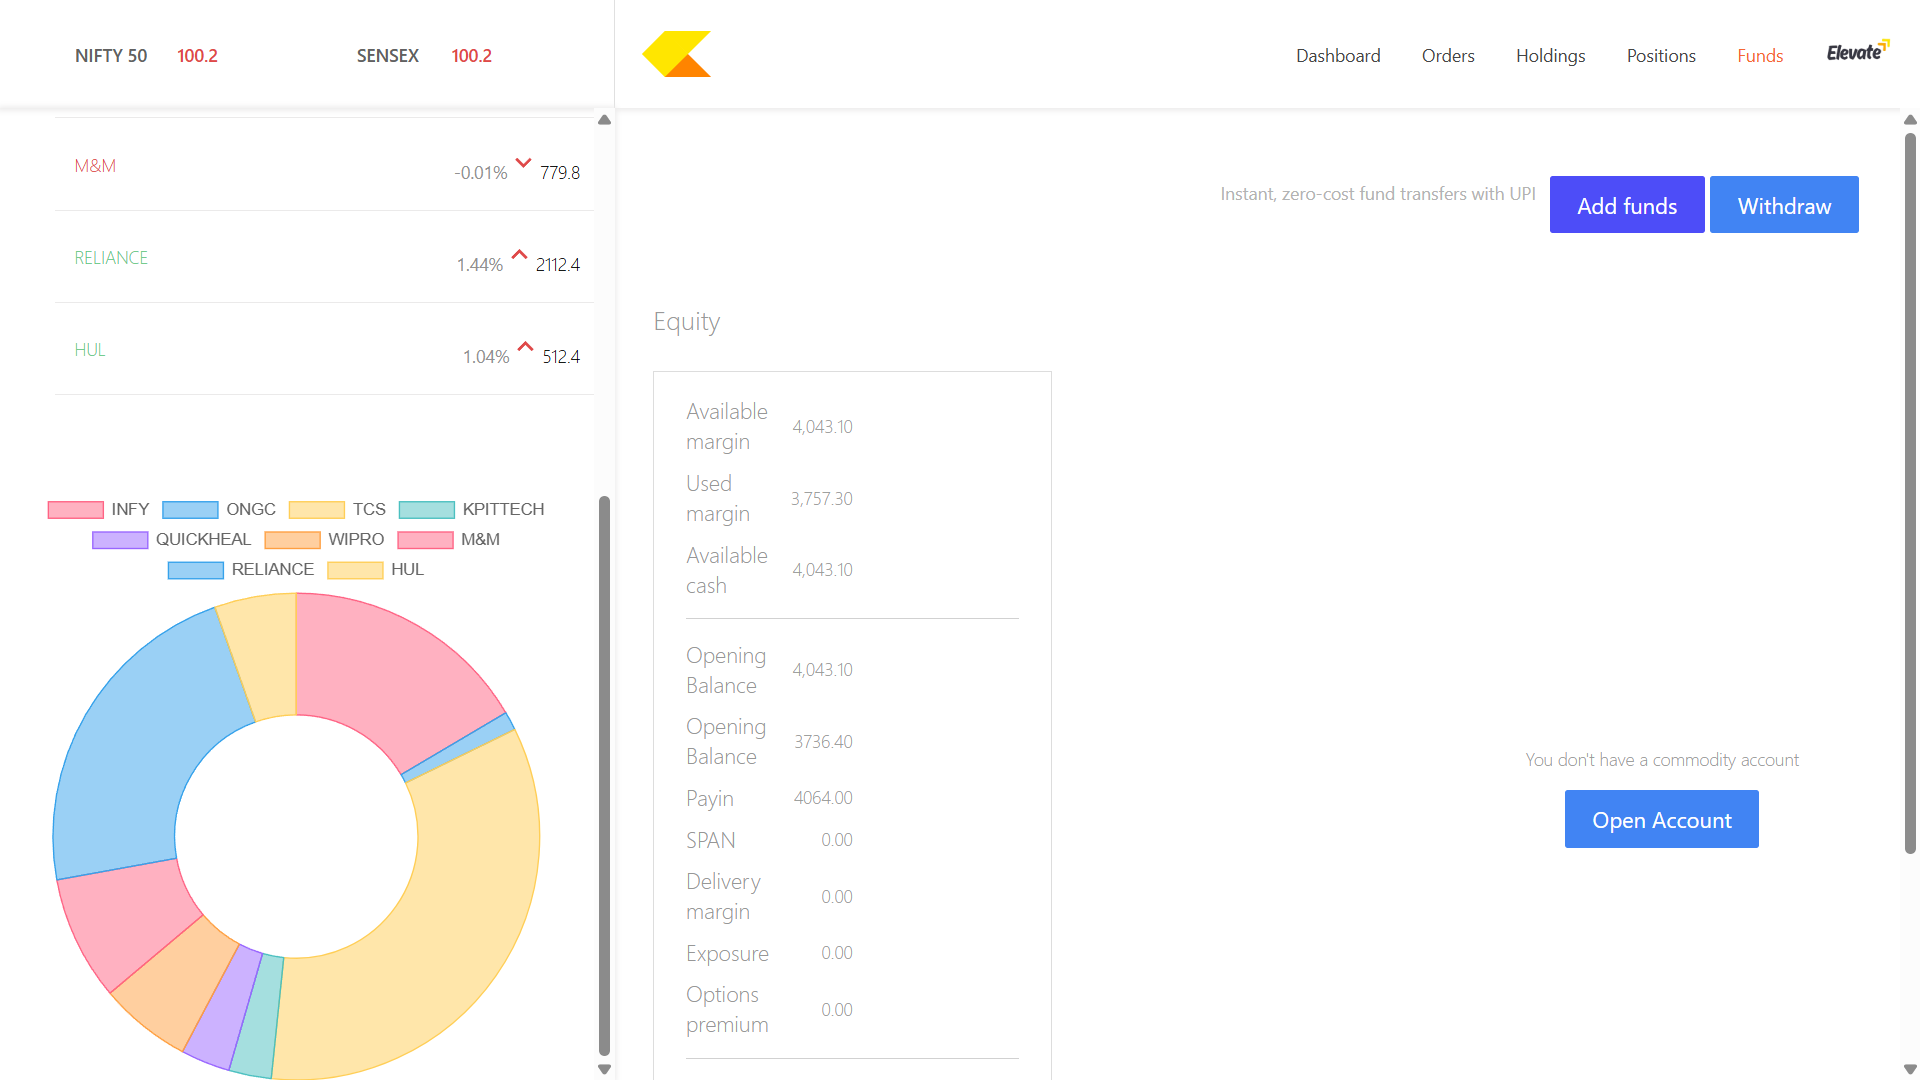 NIFTY 50 100.2 SENSEX 100.2
Dashboard Orders Holdings Positions Funds Elevate
M&M -0.01% 779.8
RELIANCE 1.44% 2112.4
HUL 1.04% 512.4
INFY ONGC TCS KPITTECH
QUICKHEAL WIPRO M&M
RELIANCE HUL
Instant, zero-cost fund transfers with UPI Add funds Withdraw
Equity
Available
margin 4,043.10
Used
margin 3,757.30
Available
cash 4,043.10
Opening
Balance 4,043.10
Opening
Balance 3736.40
Payin 4064.00
SPAN 0.00
Delivery
margin 0.00
Exposure 0.00
Options
premium 0.00
You don't have a commodity account
Open Account